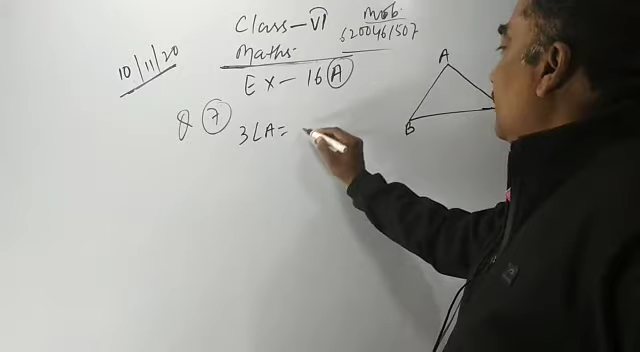 Class-VI
Mob.
6200461507
Maths.
10/11/20
Ex-16(A)
Q 7
3∠A=
A
B